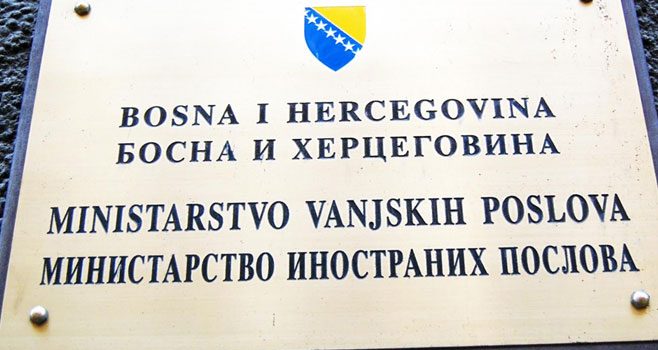 BOSNA I HERCEGOVINA
БОСНА И ХЕРЦЕГОВИНА
MINISTARSTVO VANJSKIH POSLOVA
МИНИСТАРСТВО ИНОСТРАНИХ ПОСЛОВА